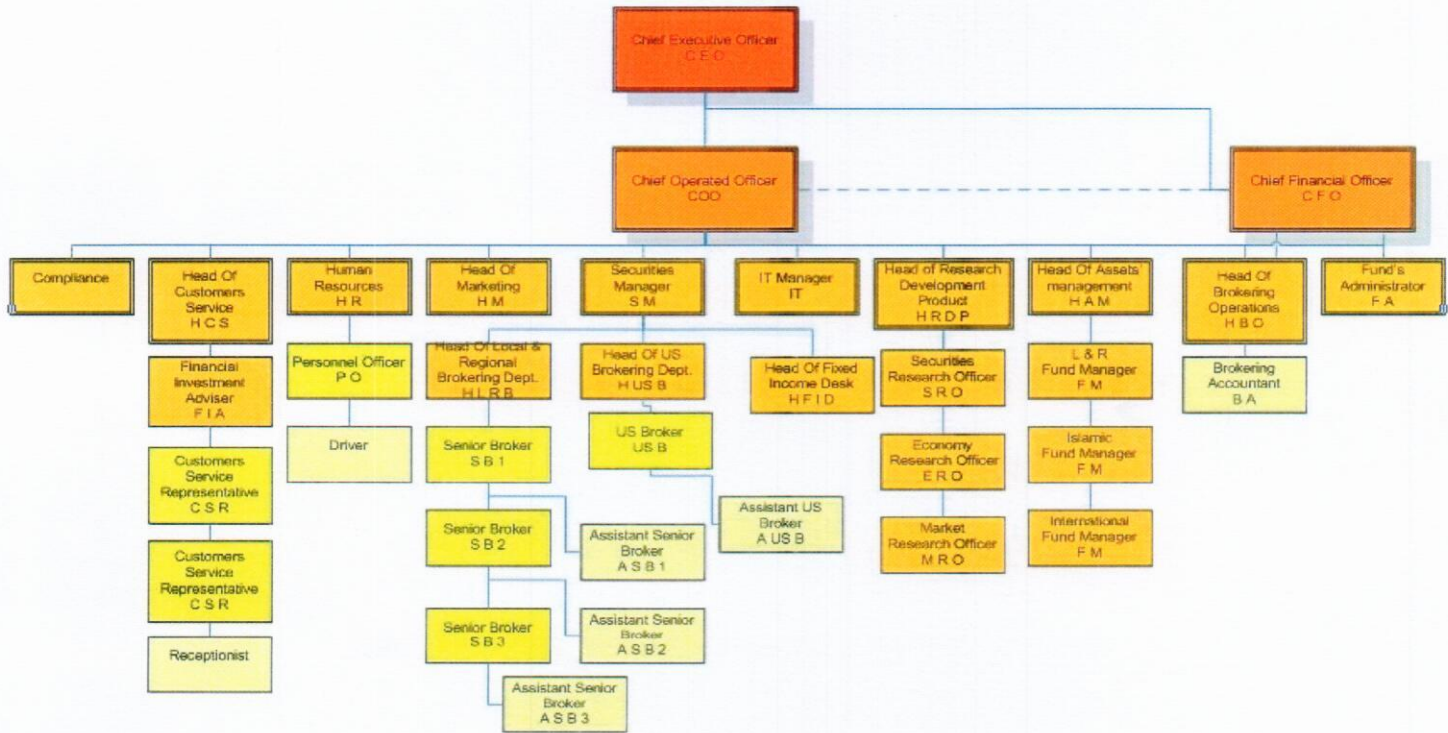 Chief Executive Officer
C E O
Chief Operated Officer
COO
Chief Financial Officer
C F O
Compliance
Head Of
Customers
Service
H C S
Human
Resources
H R
Head Of
Marketing
H M
Securities
Manager
S M
IT Manager
IT
Head of Research
Development
Product
H R D P
Head Of Assets'
management
H A M
Head Of
Brokering
Operations
H B O
Fund's
Administrator
F A
Financial
Investment
Adviser
F I A
Personnel Officer
P O
Head Of Local &
Regional
Brokering Dept.
H L R B
Head Of US
Brokering Dept.
H US B
Head Of Fixed
Income Desk
H F I D
Securities
Research Officer
S R O
L & R
Fund Manager
F M
Brokering
Accountant
B A
Customers
Service
Representative
C S R
Driver
Senior Broker
S B 1
US Broker
US B
Economy
Research Officer
E R O
Islamic
Fund Manager
F M
Customers
Service
Representative
C S R
Senior Broker
S B 2
Assistant Senior
Broker
A S B 1
Assistant US
Broker
A US B
Market
Research Officer
M R O
International
Fund Manager
F M
Receptionist
Senior Broker
S B 3
Assistant Senior
Broker
A S B 2
Assistant Senior
Broker
A S B 3